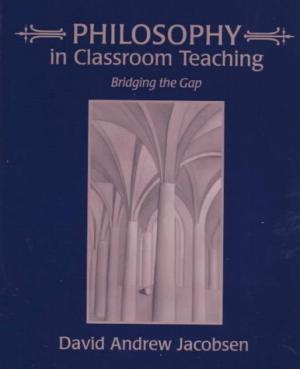 PHILOSOPHY
in Classroom Teaching
Bridging the Gap
David Andrew Jacobsen